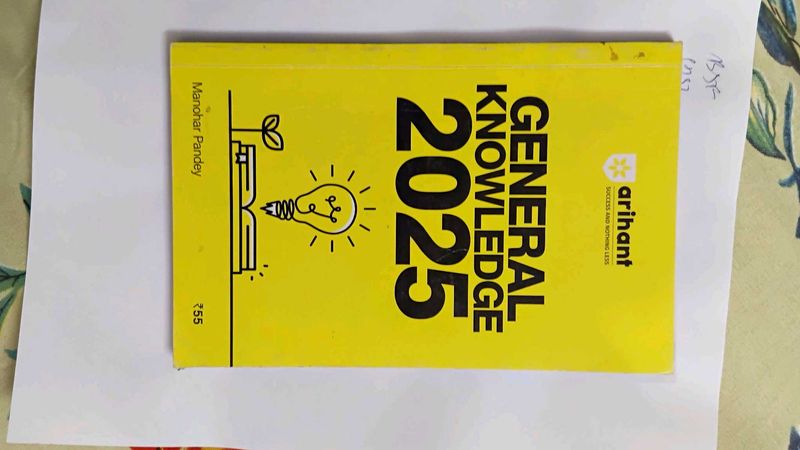 arihant
SUCCESS AND NOTHING LESS
GENERAL
KNOWLEDGE
2025
Manohar Pandey
₹55